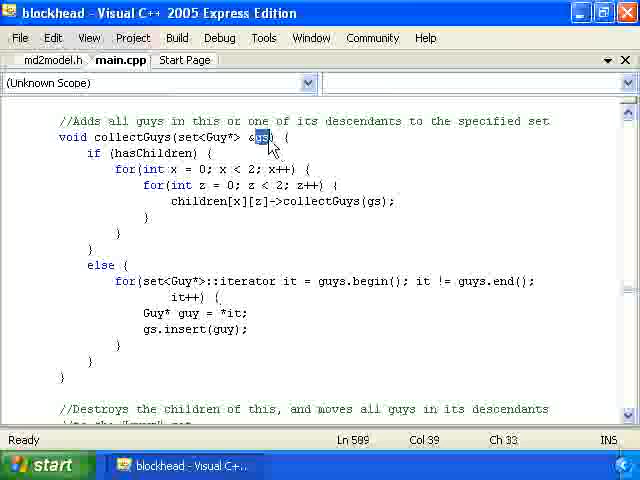 blockhead - Visual C++ 2005 Express Edition
File Edit View Project Build Debug Tools Window Community Help
md2model.h main.cpp Start Page
(Unknown Scope)
//Adds all guys in this or one of its descendants to the specified set
void collectGuys(set<Guy*> &gs) {
if (hasChildren) {
for(int x = 0; x < 2; x++) {
for(int z = 0; z < 2; z++) {
children[x][z]->collectGuys(gs);
}
}
}
else {
for(set<Guy*>::iterator it = guys.begin(); it != guys.end();
it++) {
Guy* guy = *it;
gs.insert(guy);
}
}
}
//Destroys the children of this, and moves all guys in its descendants
Ready Ln 589 Col 39 Ch 33 INS
start blockhead - Visual C++...